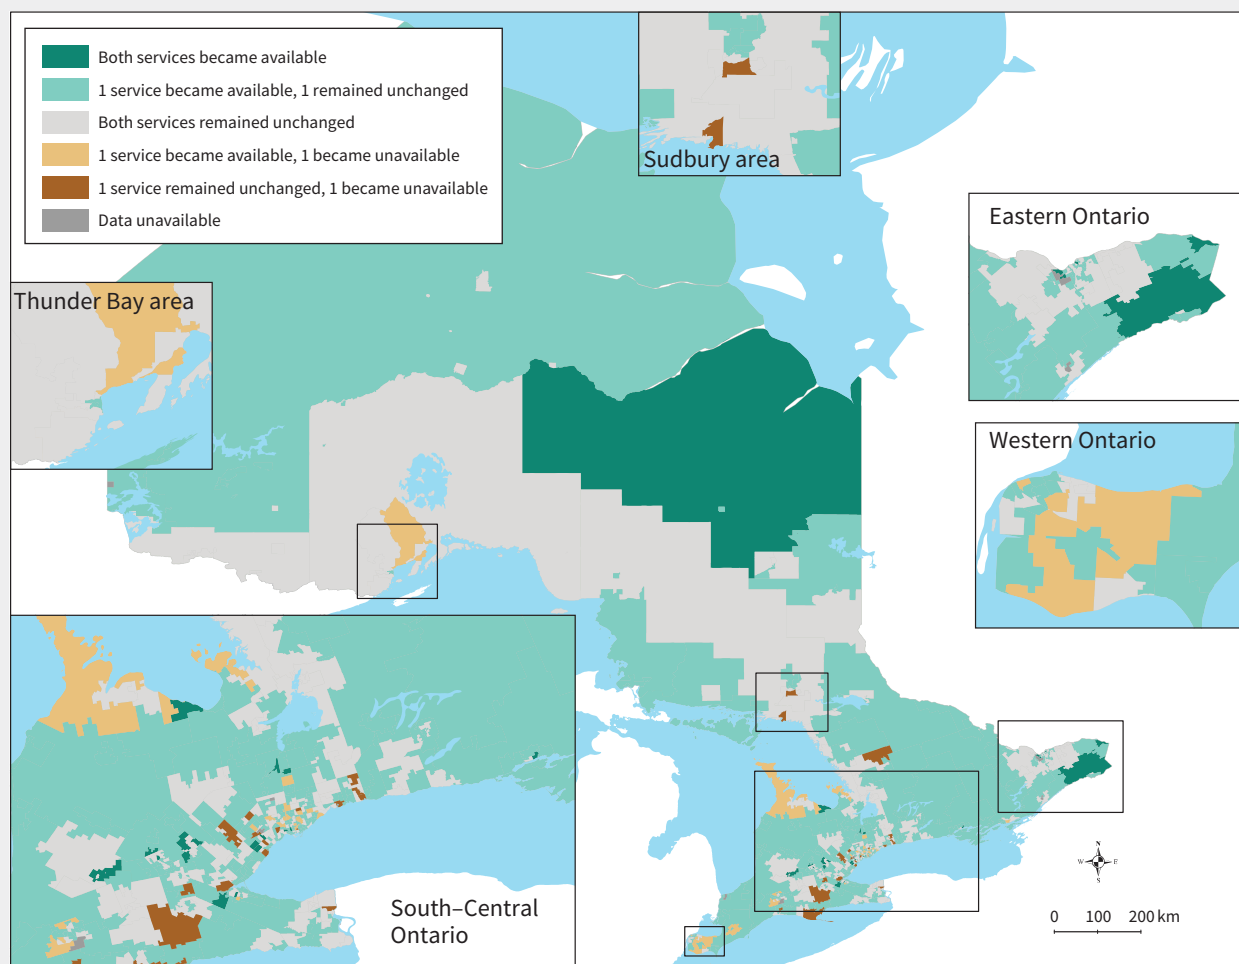 Both services became available
1 service became available, 1 remained unchanged
Both services remained unchanged
1 service became available, 1 became unavailable
1 service remained unchanged, 1 became unavailable
Data unavailable
Sudbury area
Eastern Ontario
Thunder Bay area
Western Ontario
South–Central
Ontario
N
W E
S
0 100 200 km